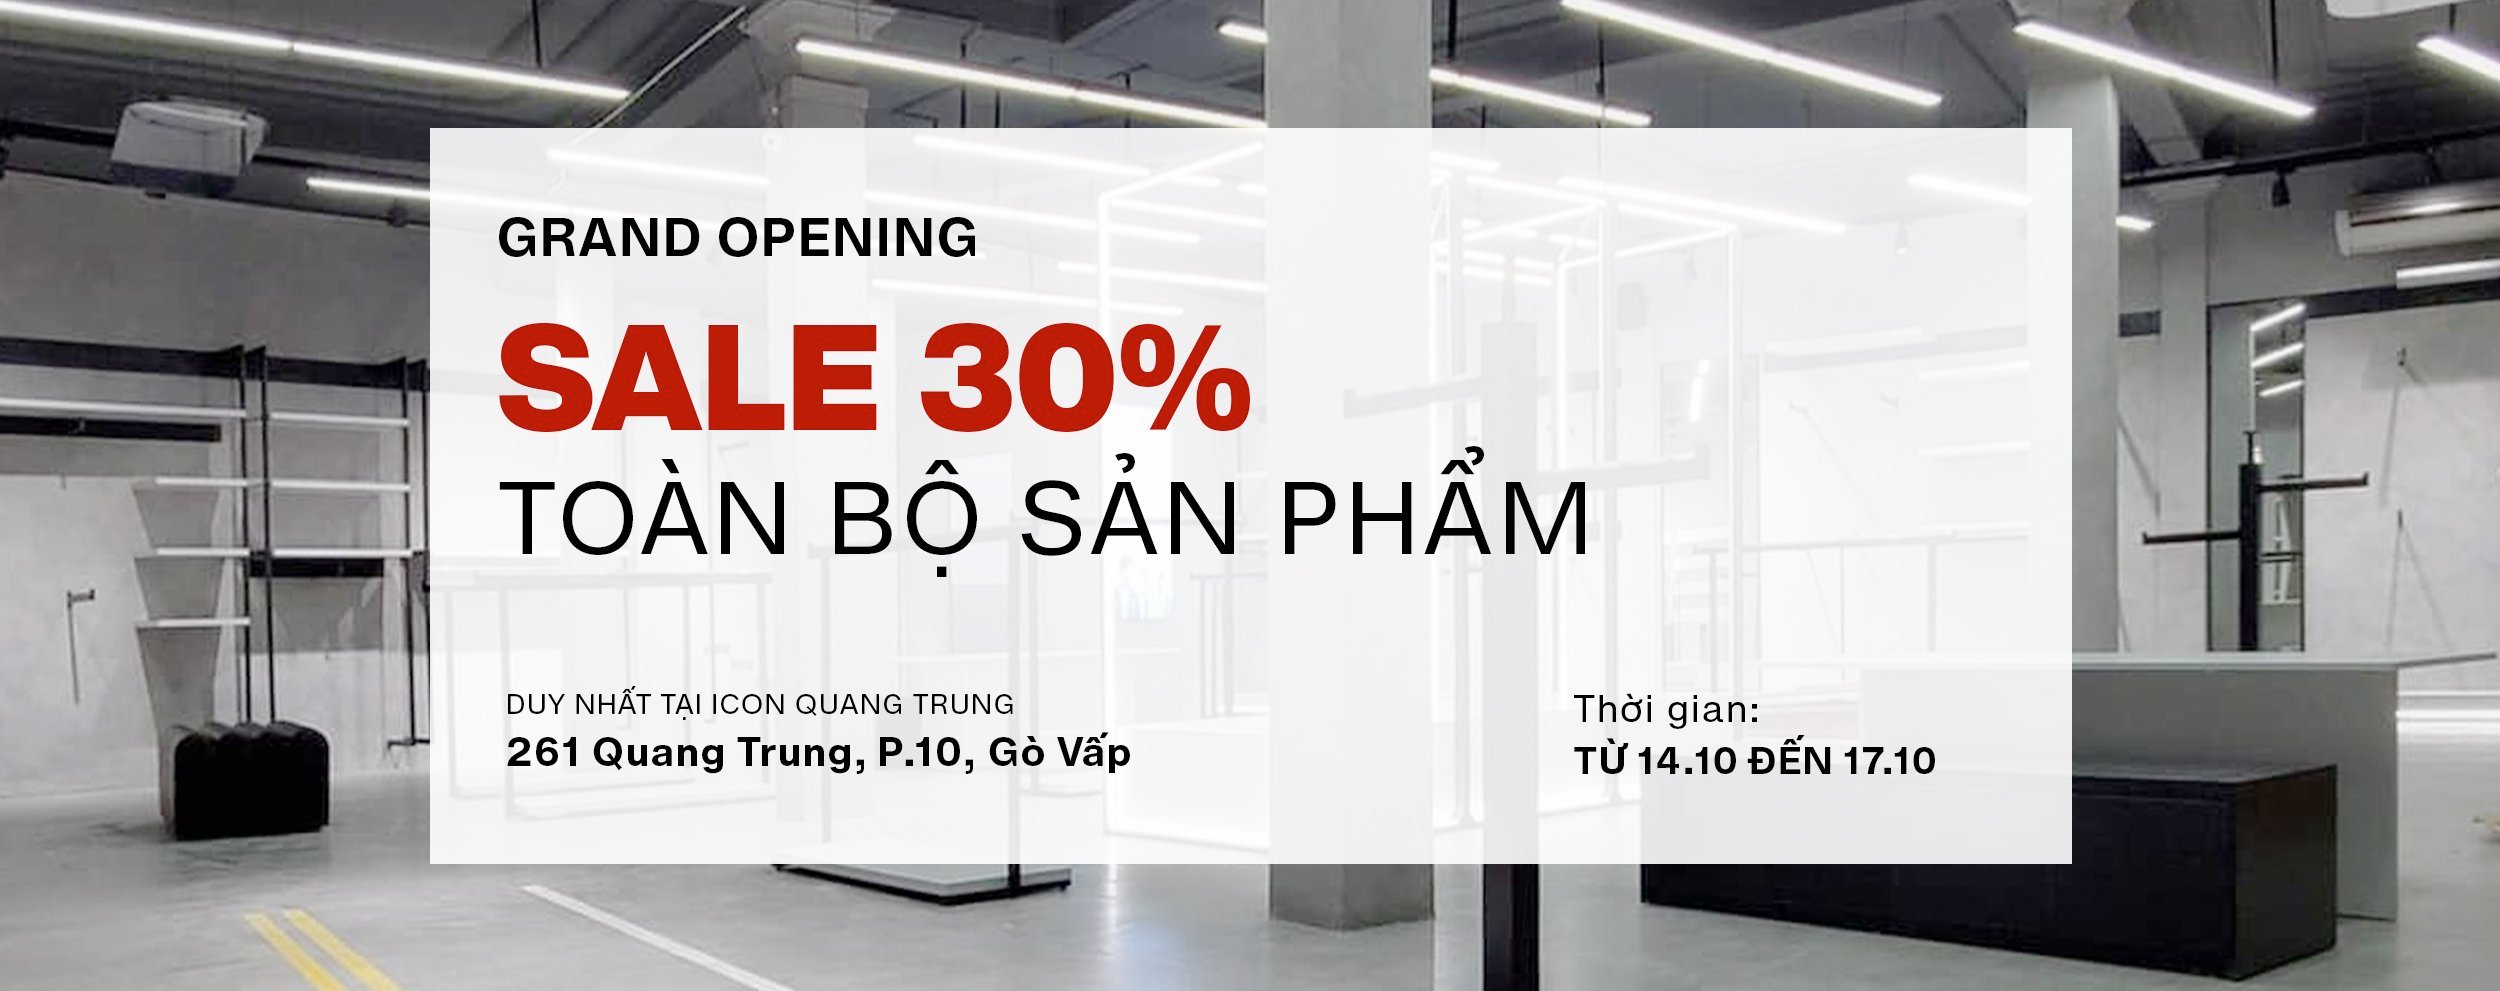 GRAND OPENING
SALE 30%
TOÀN BỘ SẢN PHẨM
DUY NHẤT TẠI ICON QUANG TRUNG
261 Quang Trung, P.10, Gò Vấp
Thời gian:
TỪ 14.10 ĐẾN 17.10